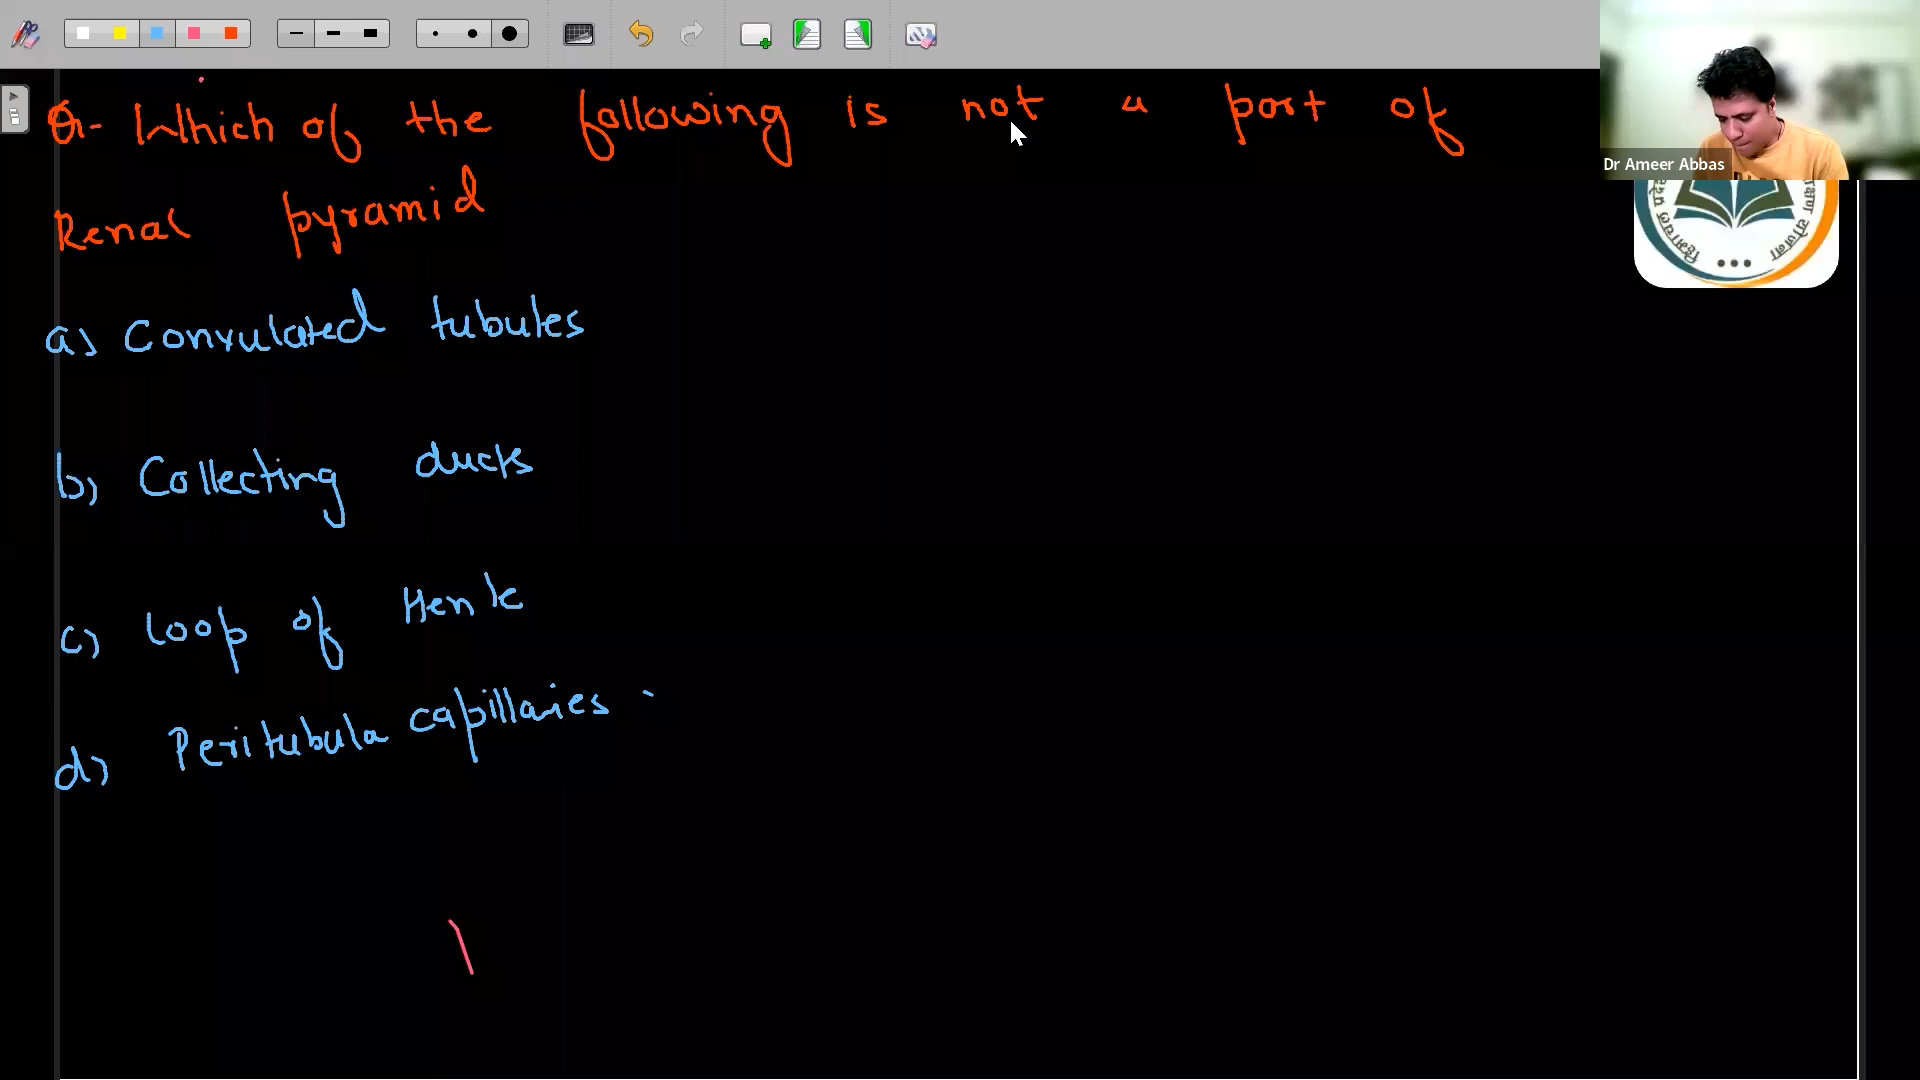 Q- Which of the following is not a part of
Renal pyramid
a) Convulated tubules
b) Collecting ducts
c) Loop of Henle
d) Peritubula capillaries
Dr Ameer Abbas